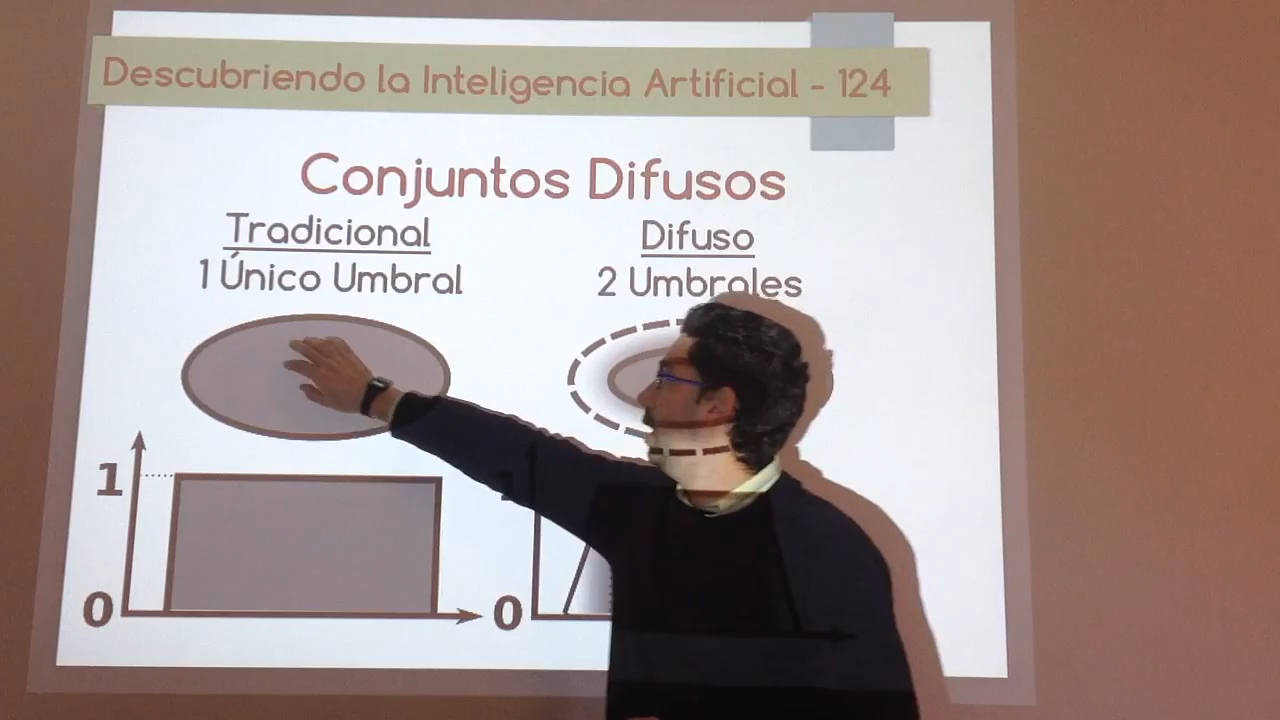 Descubriendo la Inteligencia Artificial - 124
Conjuntos Difusos
Tradicional
1 Único Umbral
Difuso
2 Umbrales
1
0
0